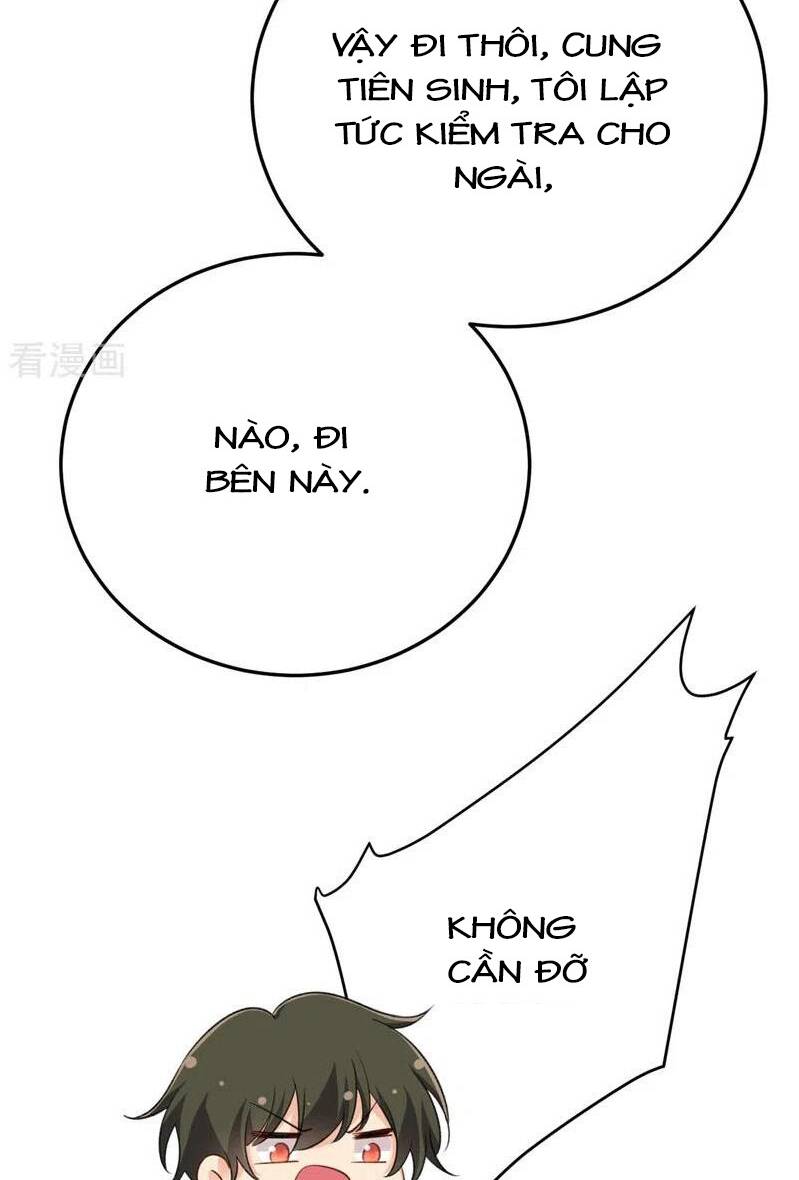 VẬY ĐI THÔI, CUNG
TIÊN SINH, TÔI LẬP
TỨC KIỂM TRA CHO
NGÀI,
看漫画
NÀO, ĐI
BÊN NÀY.
KHÔNG
CẦN ĐỠ